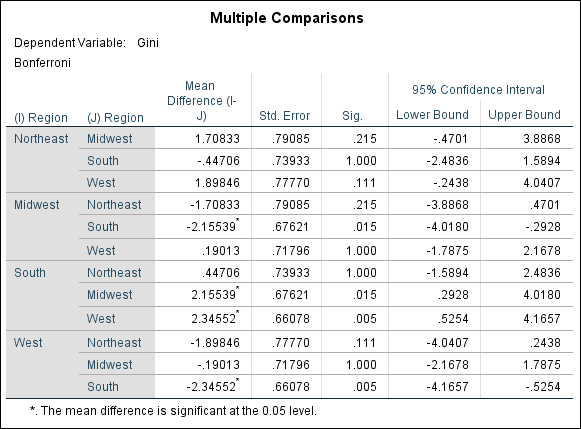 Multiple Comparisons
Dependent Variable: Gini
Bonferroni
Mean Difference (I-J) 95% Confidence Interval
(I) Region (J) Region Std. Error Sig. Lower Bound Upper Bound
Northeast Midwest 1.70833 .79085 .215 -.4701 3.8868
South -.44706 .73933 1.000 -2.4836 1.5894
West 1.89846 .77770 .111 -.2438 4.0407
Midwest Northeast -1.70833 .79085 .215 -3.8868 .4701
South -2.15539* .67621 .015 -4.0180 -.2928
West .19013 .71796 1.000 -1.7875 2.1678
South Northeast .44706 .73933 1.000 -1.5894 2.4836
Midwest 2.15539* .67621 .015 .2928 4.0180
West 2.34552* .66078 .005 .5254 4.1657
West Northeast -1.89846 .77770 .111 -4.0407 .2438
Midwest -.19013 .71796 1.000 -2.1678 1.7875
South -2.34552* .66078 .005 -4.1657 -.5254
*. The mean difference is significant at the 0.05 level.